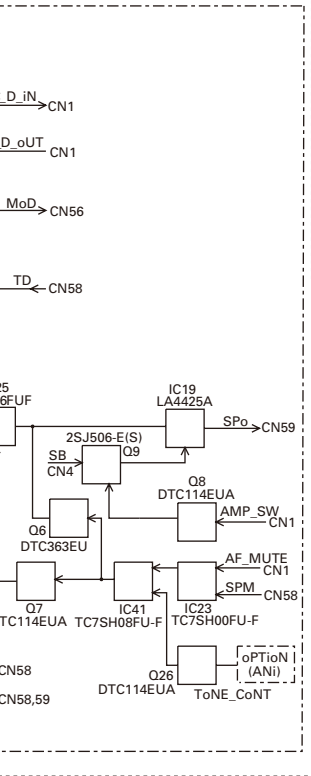 _D_iN
CN1
D_oUT
CN1
MoD
CN56
TD
CN58
25
6FUF
IC19
LA4425A
SPo
CN59
2SJ506-E(S)
Q9
SB
CN4
Q8
DTC114EUA
AMP_SW
CN1
Q6
DTC363EU
AF_MUTE
CN1
SPM
CN58
Q7
TC114EUA
IC41
TC7SH08FU-F
IC23
TC7SH00FU-F
oPTioN
(ANi)
Q26
DTC114EUA
ToNE_CoNT
CN58
CN58,59